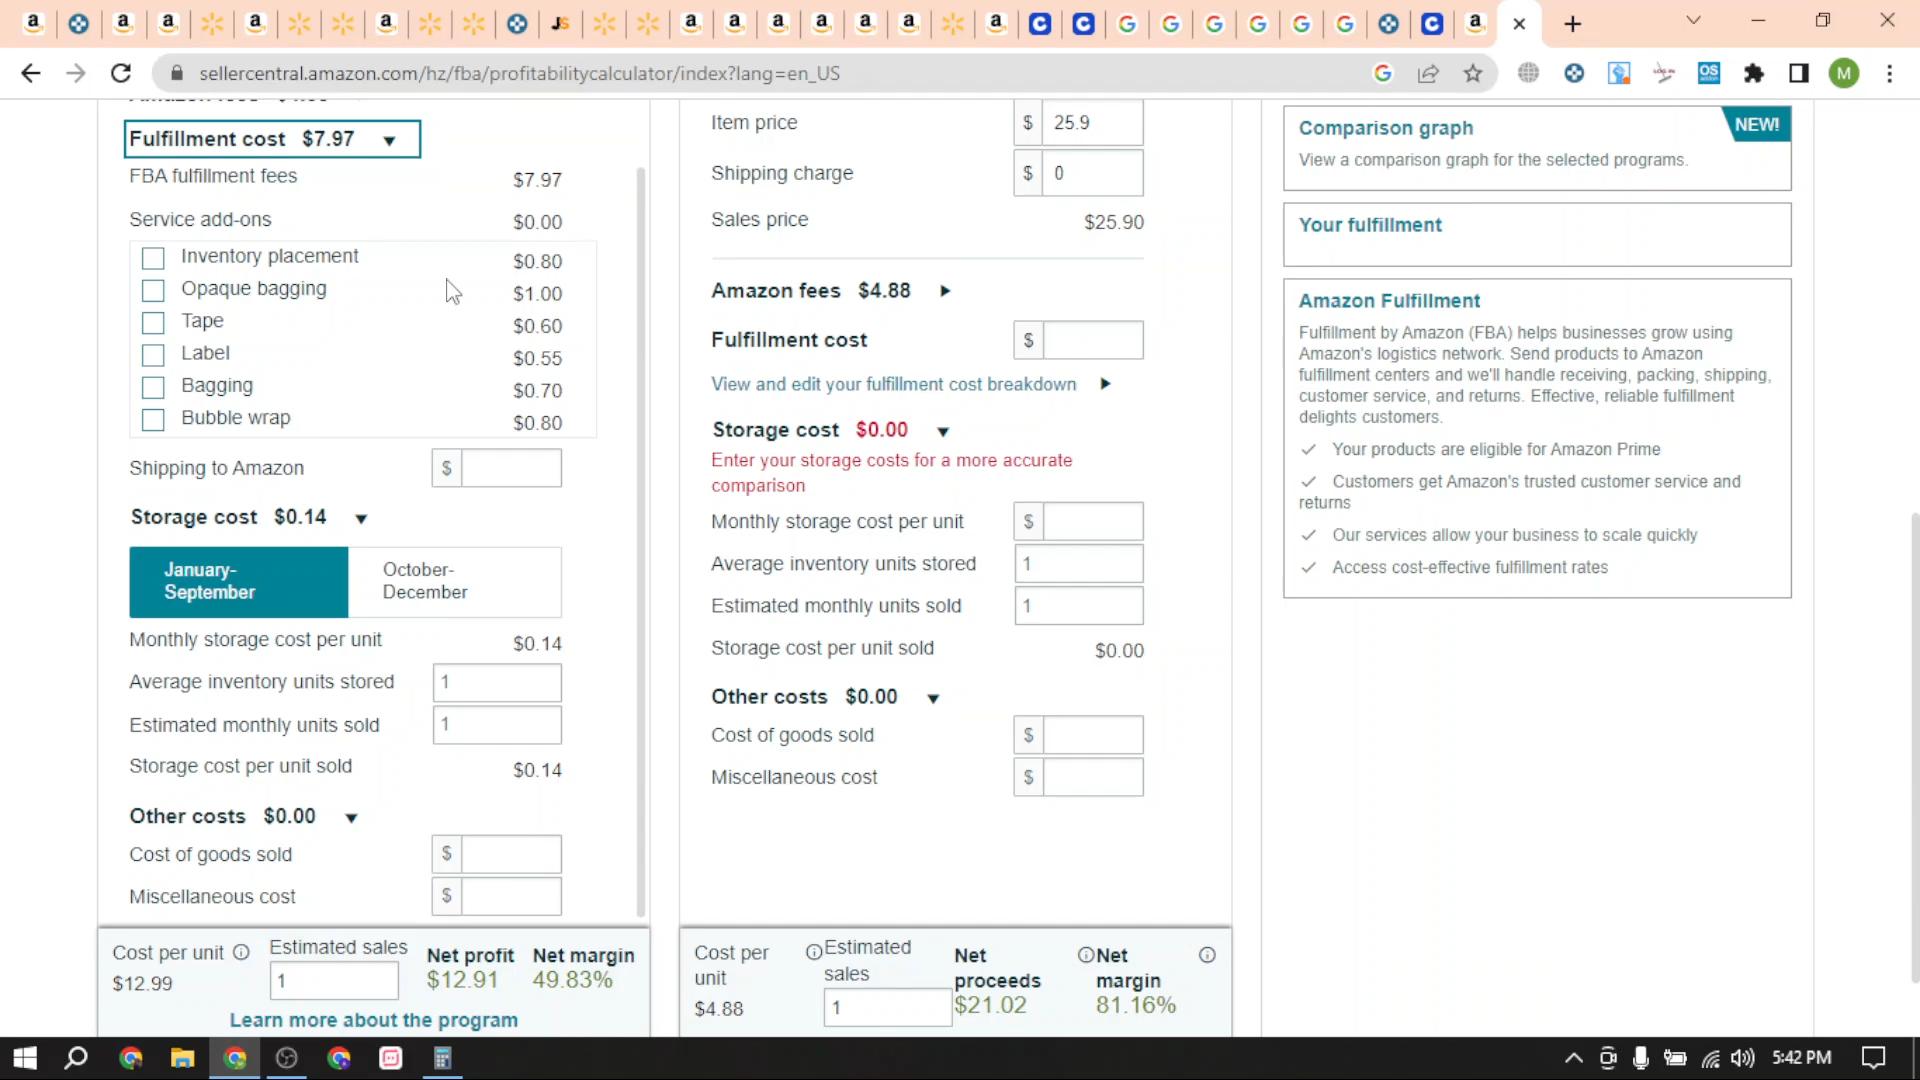 sellercentral.amazon.com/hz/fba/profitabilitycalculator/index?lang=en_US
Fulfillment cost $7.97
FBA fulfillment fees $7.97
Service add-ons $0.00
Inventory placement $0.80
Opaque bagging $1.00
Tape $0.60
Label $0.55
Bagging $0.70
Bubble wrap $0.80
Shipping to Amazon $
Storage cost $0.14
January-
September
October-
December
Monthly storage cost per unit $0.14
Average inventory units stored 1
Estimated monthly units sold 1
Storage cost per unit sold $0.14
Other costs $0.00
Cost of goods sold $
Miscellaneous cost $
Cost per unit
$12.99
Estimated sales
1
Net profit
$12.91
Net margin
49.83%
Learn more about the program
Item price $ 25.9
Shipping charge $ 0
Sales price $25.90
Amazon fees $4.88
Fulfillment cost $
View and edit your fulfillment cost breakdown
Storage cost $0.00
Enter your storage costs for a more accurate
comparison
Monthly storage cost per unit $
Average inventory units stored 1
Estimated monthly units sold 1
Storage cost per unit sold $0.00
Other costs $0.00
Cost of goods sold $
Miscellaneous cost $
Cost per
unit
$4.88
Estimated
sales
1
Net
proceeds
$21.02
Net
margin
81.16%
Comparison graph
NEW!
View a comparison graph for the selected programs.
Your fulfillment
Amazon Fulfillment
Fulfillment by Amazon (FBA) helps businesses grow using
Amazon's logistics network. Send products to Amazon
fulfillment centers and we'll handle receiving, packing, shipping,
customer service, and returns. Effective, reliable fulfillment
delights customers.
Your products are eligible for Amazon Prime
Customers get Amazon's trusted customer service and
returns
Our services allow your business to scale quickly
Access cost-effective fulfillment rates
5:42 PM